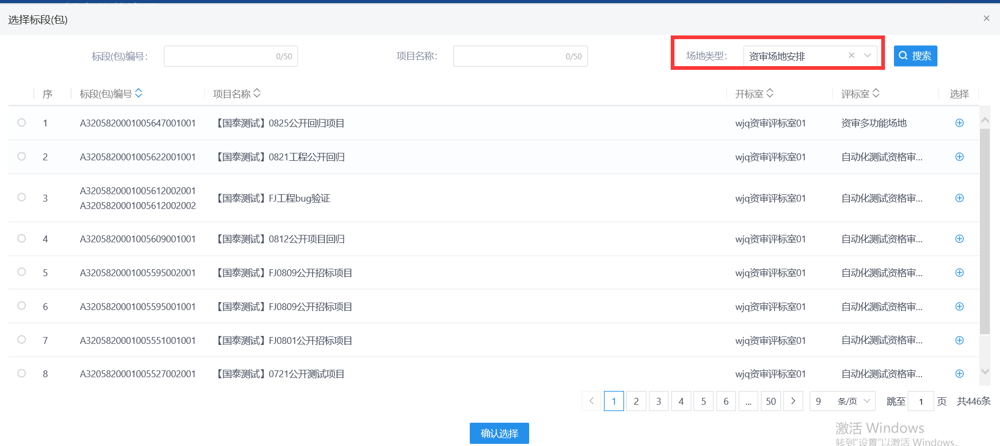 选择标段(包)
标段(包)编号: 0/50 项目名称: 0/50 场地类型: 资审场地安排 搜索
序 标段(包)编号 项目名称 开标室 评标室 选择
1 A3205820001005647001001 【国泰测试】0825公开回归项目 wjq资审评标室01 资审多功能场地
2 A3205820001005622001001 【国泰测试】0821工程公开回归 wjq资审评标室01 自动化测试资格审...
3 A3205820001005612002001 A3205820001005612002002 【国泰测试】FJ工程bug验证 wjq资审评标室01 自动化测试资格审...
4 A3205820001005609001001 【国泰测试】0812公开项目回归 wjq资审评标室01 自动化测试资格审...
5 A3205820001005595002001 【国泰测试】FJ0809公开招标项目 wjq资审评标室01 自动化测试资格审...
6 A3205820001005595001001 【国泰测试】FJ0809公开招标项目 wjq资审评标室01 自动化测试资格审...
7 A3205820001005551001001 【国泰测试】FJ0801公开招标项目 wjq资审评标室01 自动化测试资格审...
8 A3205820001005527002001 【国泰测试】0721公开测试项目 wjq资审评标室01 自动化测试资格审...
1 2 3 4 5 6 ... 50 9 条/页 跳至 1 页 共446条
确认选择
激活 Windows
转到"设置"以激活 Windows。